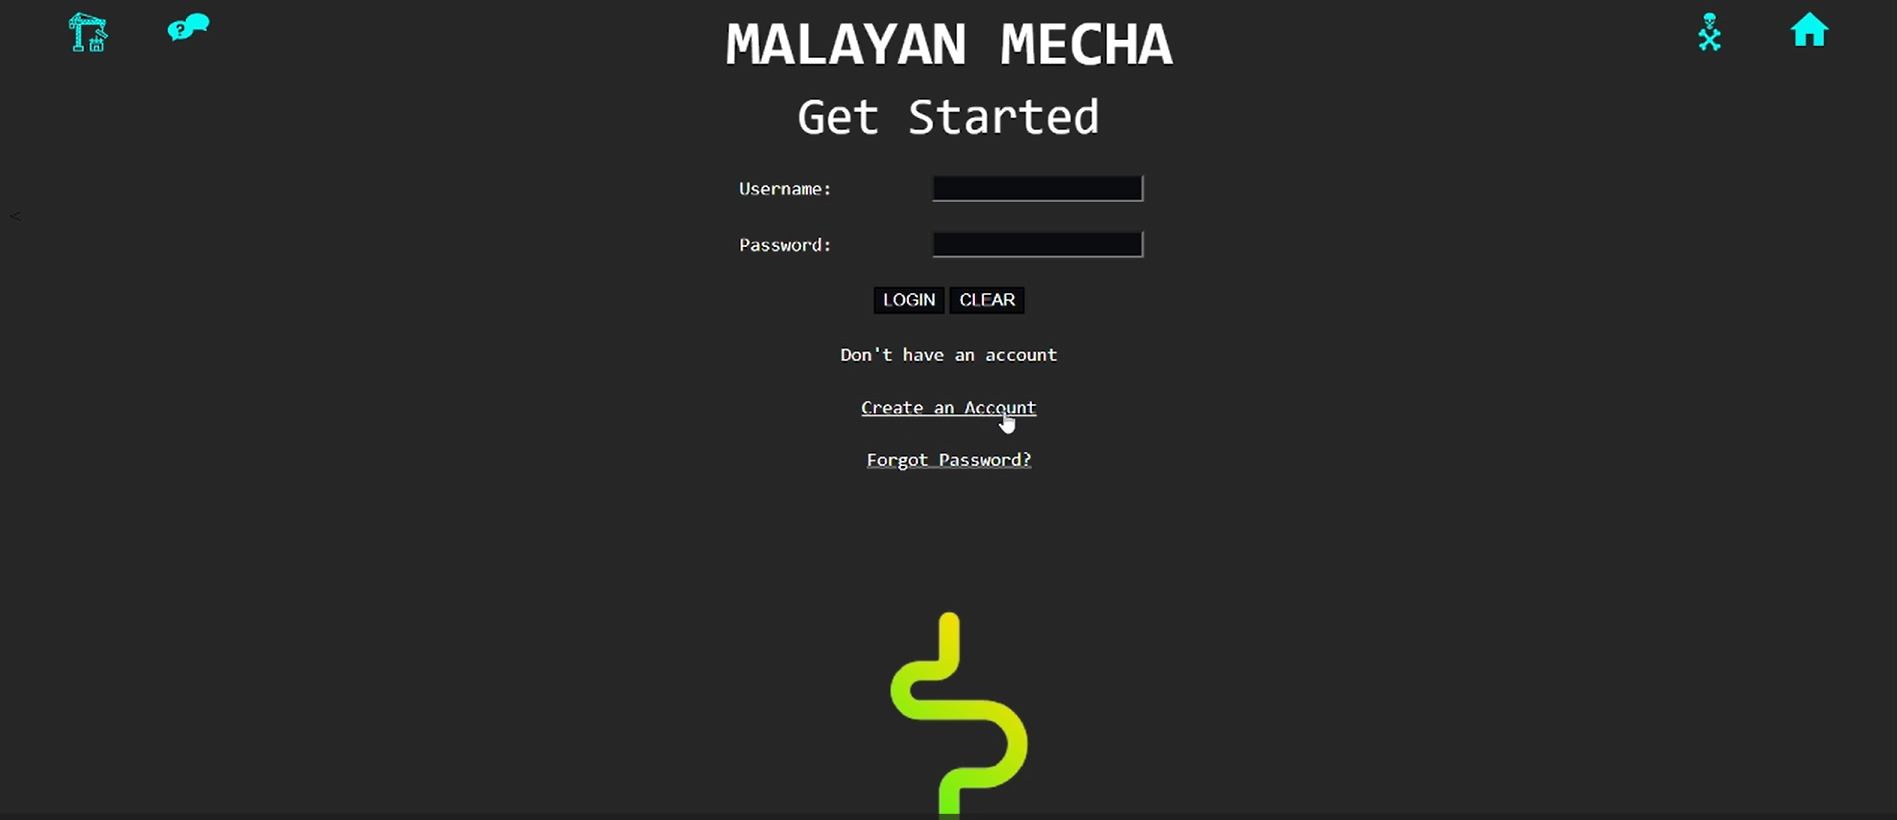 MALAYAN MECHA
Get Started
Username:
Password:
LOGIN CLEAR
Don't have an account
Create an Account
Forgot Password?
<